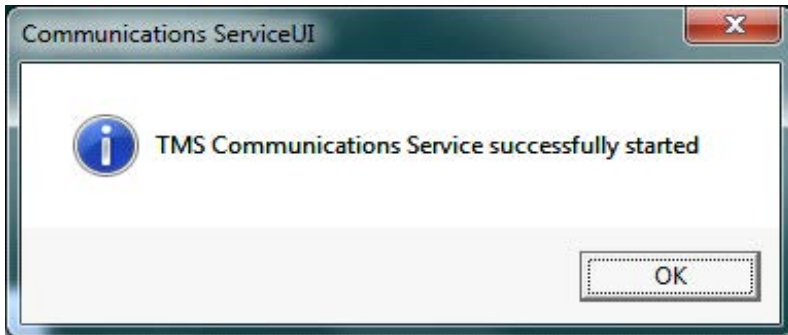 Communications ServiceUI
TMS Communications Service successfully started
OK